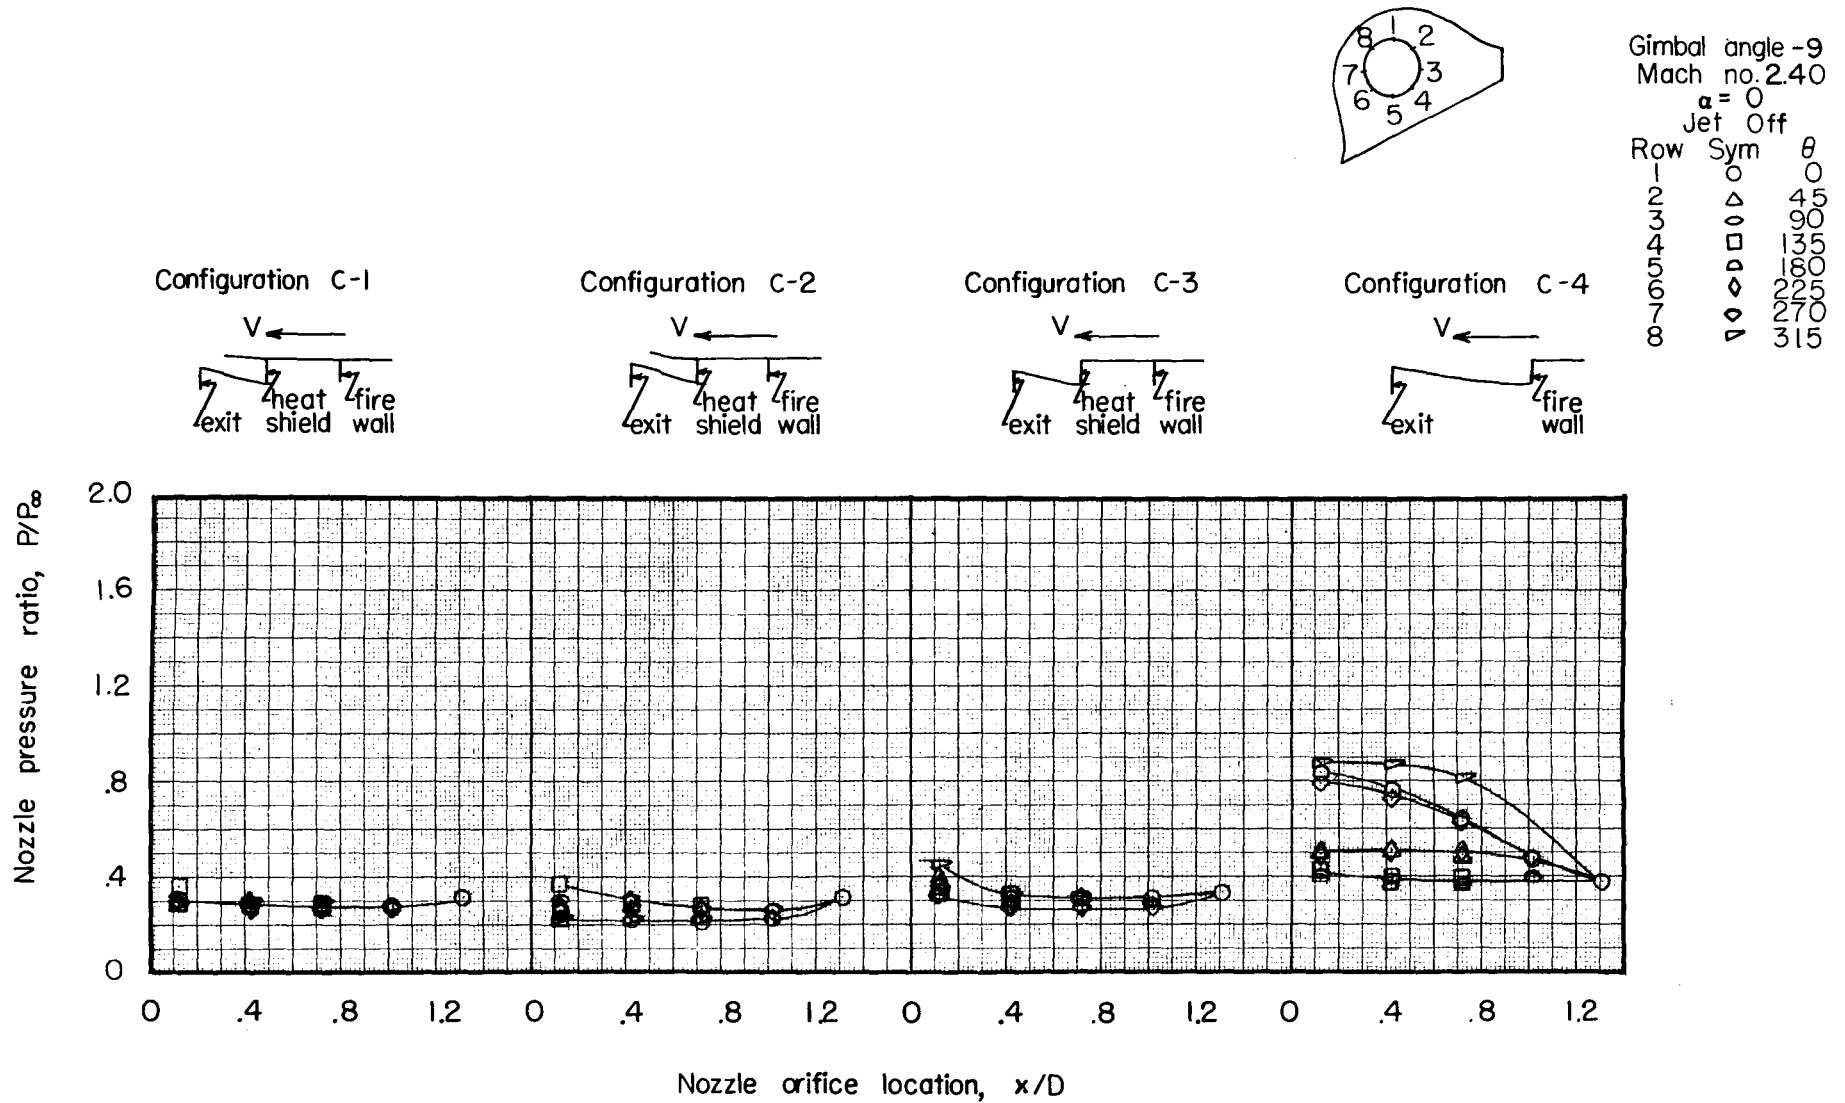 8 1 2
7 3
6 5 4
Gimbal angle -9
Mach no. 2.40
α = 0
Jet Off
Row Sym θ
1 0
2 45
3 90
4 135
5 180
6 225
7 270
8 315
Configuration C-1
V
exit
heat shield
fire wall
Configuration C-2
V
exit
heat shield
fire wall
Configuration C-3
V
exit
heat shield
fire wall
Configuration C-4
V
exit
fire wall
Nozzle pressure ratio, P/P∞
2.0
1.6
1.2
.8
.4
0
0 .4 .8 1.2 0 .4 .8 1.2 0 .4 .8 1.2 0 .4 .8 1.2
Nozzle orifice location, x/D